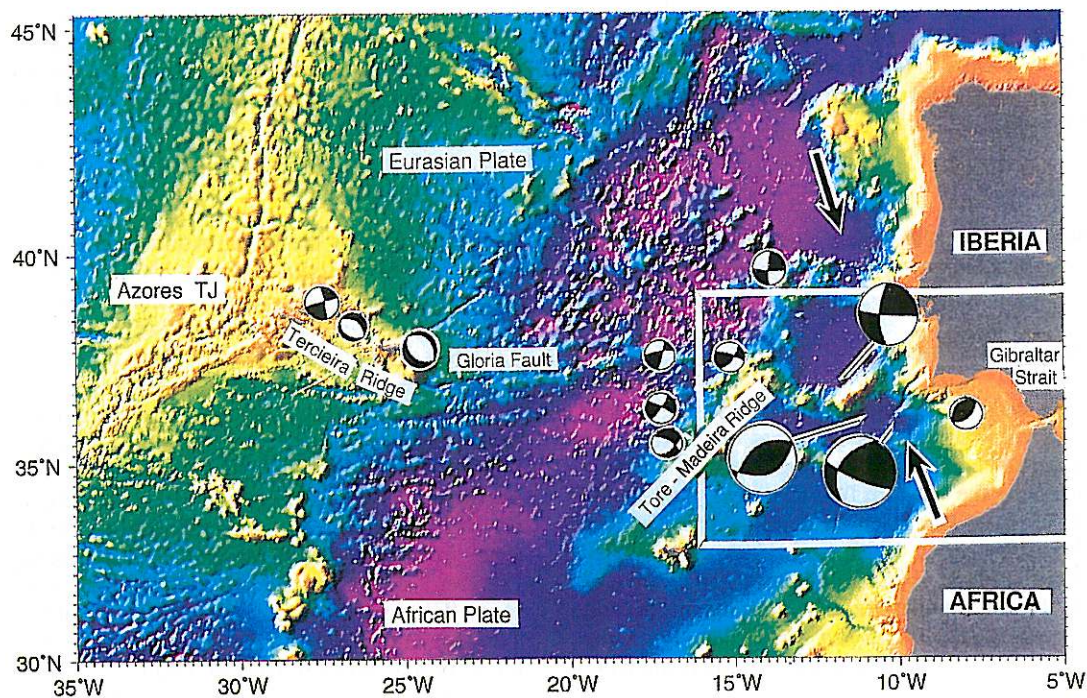 45°N
Eurasian Plate
40°N
IBERIA
Azores TJ
Tercleira Ridge
Gloria Fault
Gibraltar
Strait
Tore - Madeira Ridge
35°N
African Plate
AFRICA
30°N
35°W
30°W
25°W
20°W
15°W
10°W
5°W